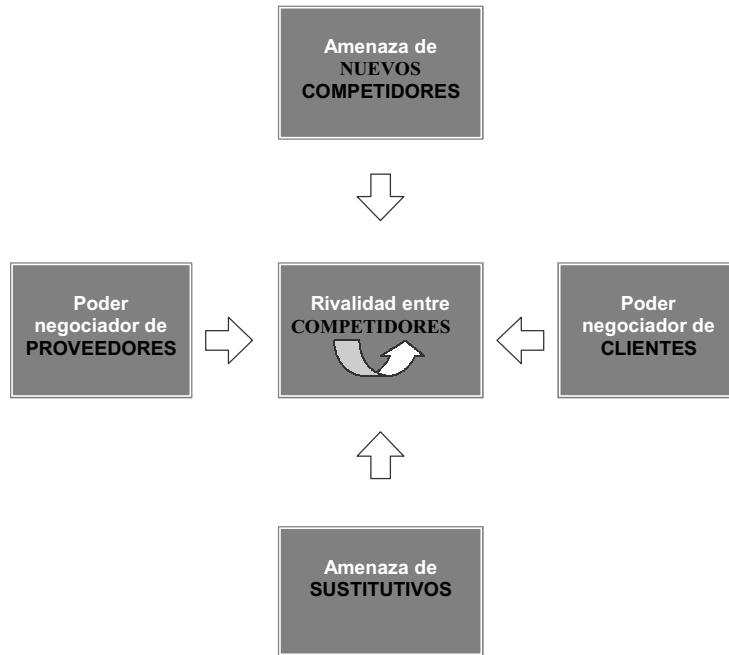 Amenaza de
NUEVOS
COMPETIDORES
Poder
negociador de
PROVEEDORES
Rivalidad entre
COMPETIDORES
Poder
negociador de
CLIENTES
Amenaza de
SUSTITUTIVOS